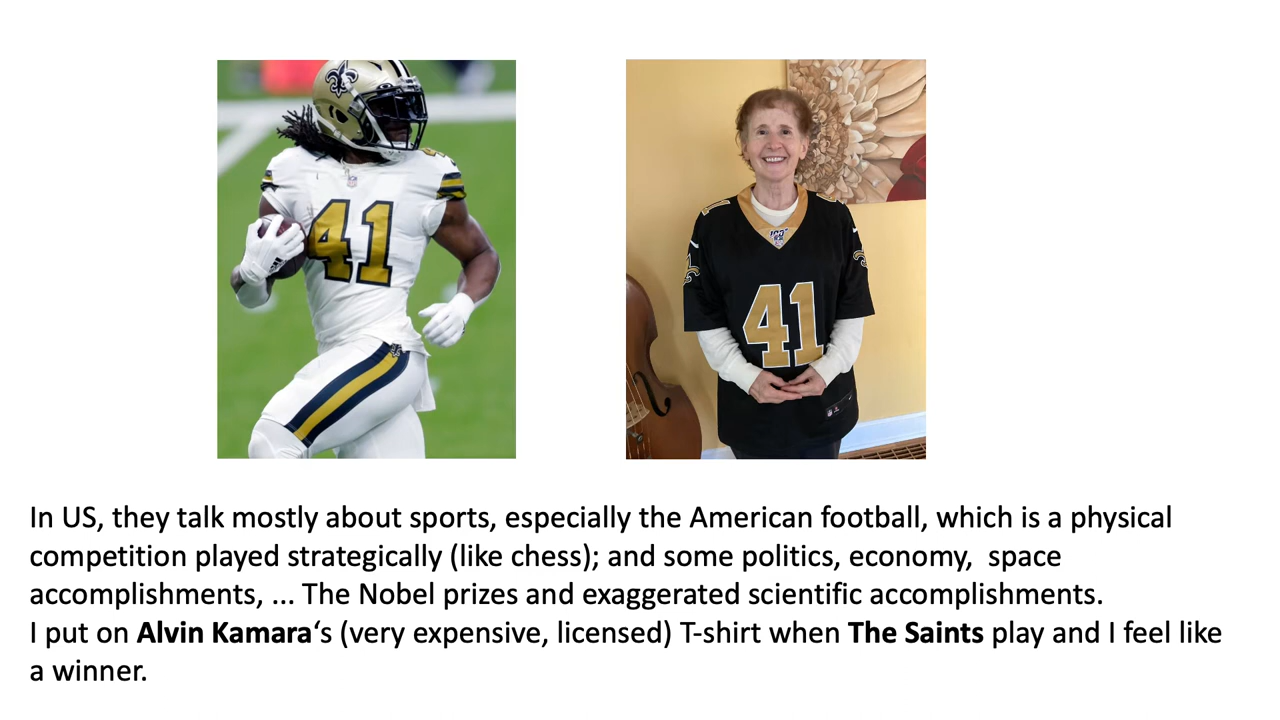 41
41
In US, they talk mostly about sports, especially the American football, which is a physical
competition played strategically (like chess); and some politics, economy,  space
accomplishments, ... The Nobel prizes and exaggerated scientific accomplishments.
I put on Alvin Kamara‘s (very expensive, licensed) T-shirt when The Saints play and I feel like
a winner.